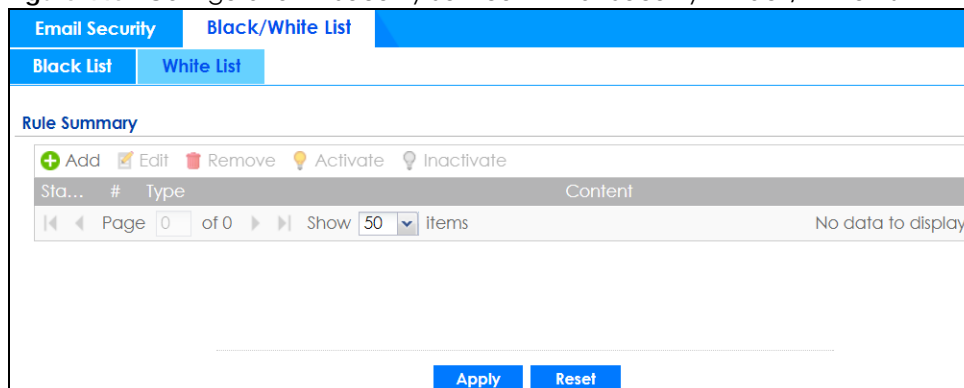 Email Security Black/White List
Black List White List
Rule Summary
Add Edit Remove Activate Inactivate
Sta... # Type Content
Page 0 of 0 Show 50 items No data to display
Apply Reset